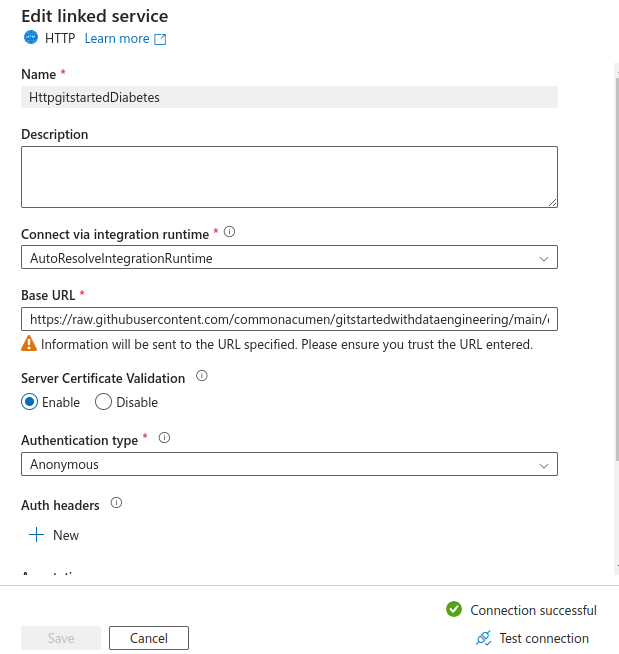 Edit linked service
HTTP Learn more
Name *
HttpgitstartedDiabetes
Description
Connect via integration runtime *
AutoResolveIntegrationRuntime
Base URL *
https://raw.githubusercontent.com/commonacumen/gitstartedwithdataengineering/main/
Information will be sent to the URL specified. Please ensure you trust the URL entered.
Server Certificate Validation
Enable Disable
Authentication type *
Anonymous
Auth headers
New
Connection successful
Save Cancel Test connection